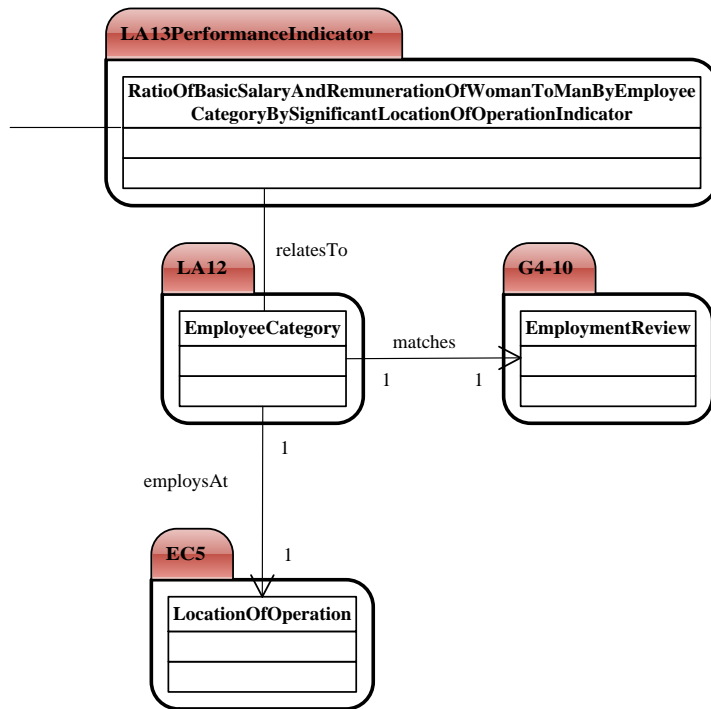 LA13PerformanceIndicator
RatioOfBasicSalaryAndRemunerationOfWomanToManByEmployee
CategoryBySignificantLocationOfOperationIndicator
relatesTo
LA12
G4-10
EmployeeCategory
matches
EmploymentReview
1
1
1
employsAt
1
EC5
LocationOfOperation